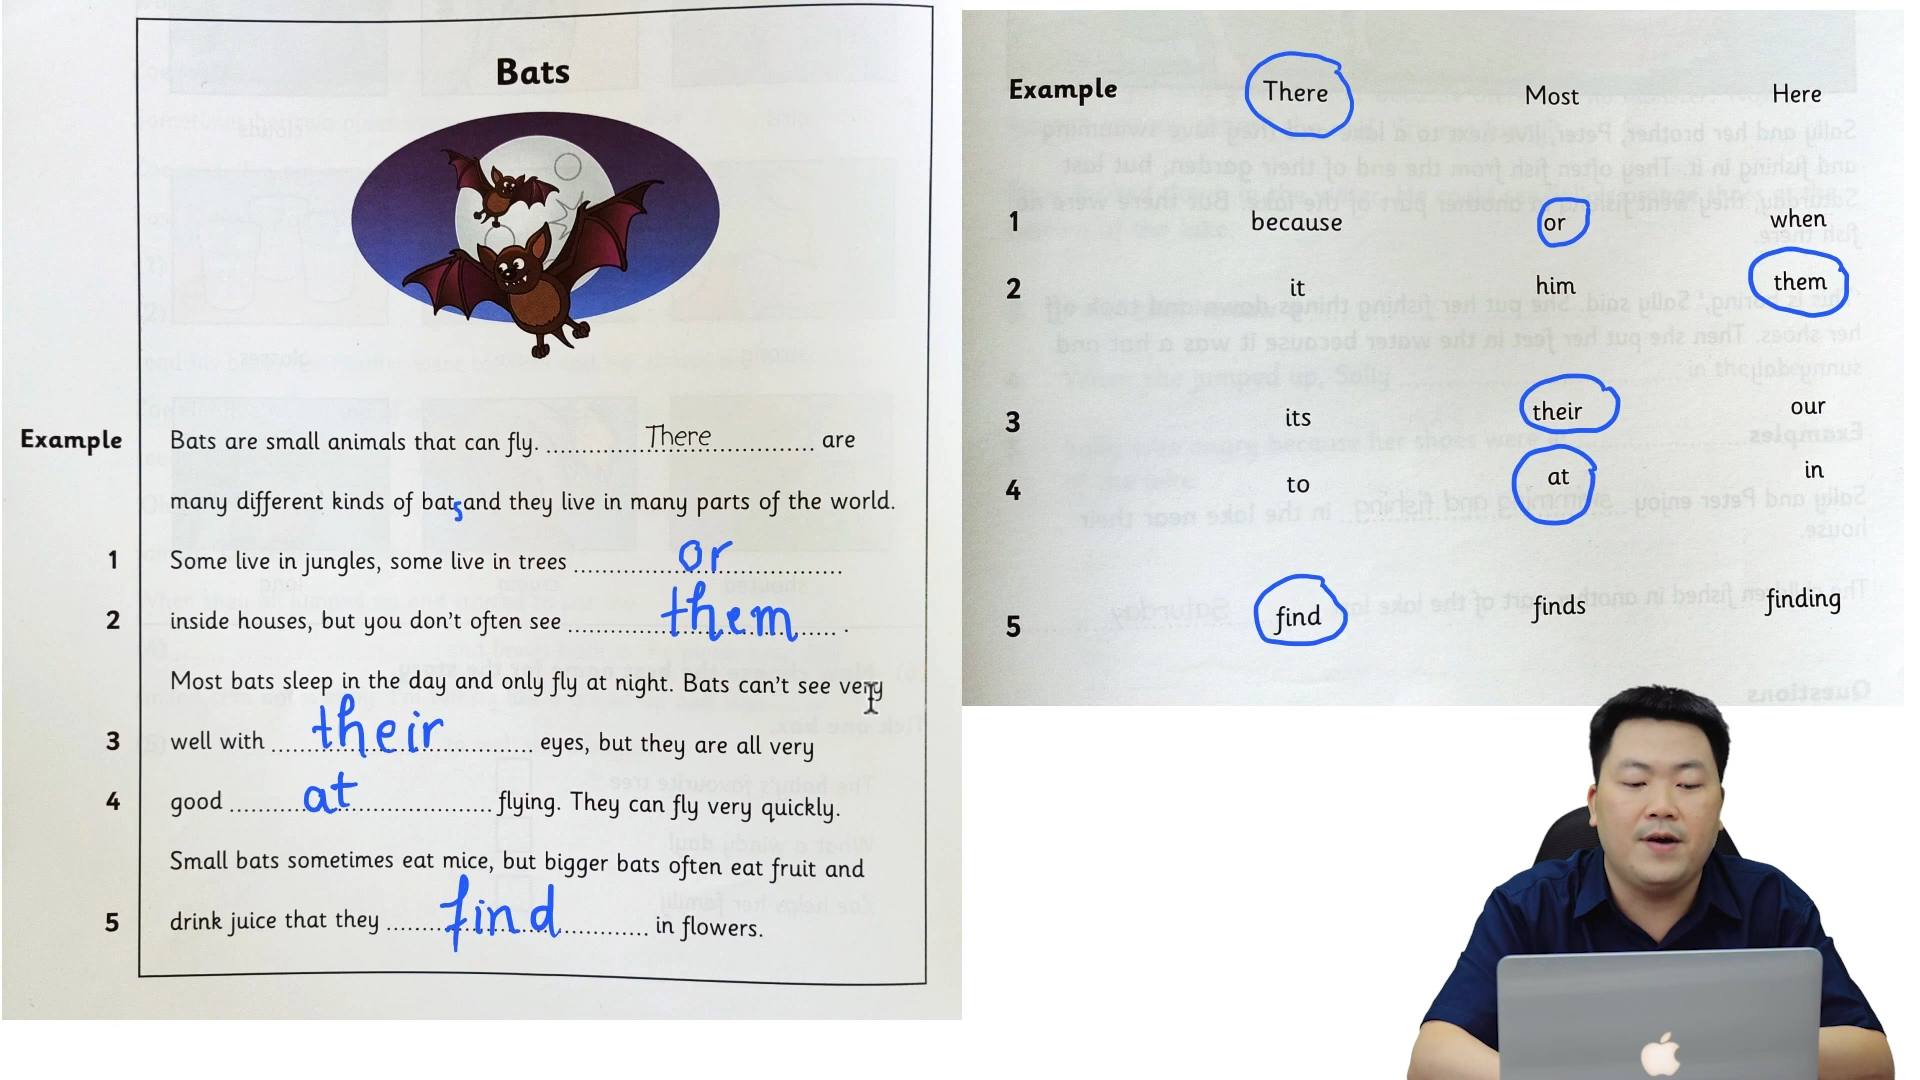 Bats
Example Bats are small animals that can fly. There are
many different kinds of bats and they live in many parts of the world.
1 Some live in jungles, some live in trees or
2 inside houses, but you don't often see them .
Most bats sleep in the day and only fly at night. Bats can't see very
3 well with their eyes, but they are all very
4 good at flying. They can fly very quickly.
Small bats sometimes eat mice, but bigger bats often eat fruit and
5 drink juice that they find in flowers.
Example There Most Here
1 because or when
2 it him them
3 its their our
4 to at in
5 find finds finding